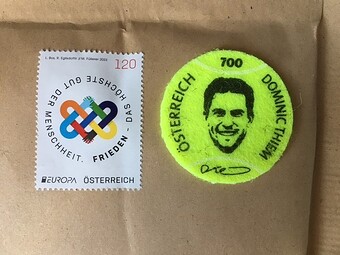 120
FRIEDEN – DAS HÖCHSTE GUT DER MENSCHHEIT.
EUROPA ÖSTERREICH
700
ÖSTERREICH
DOMINIC THIEM